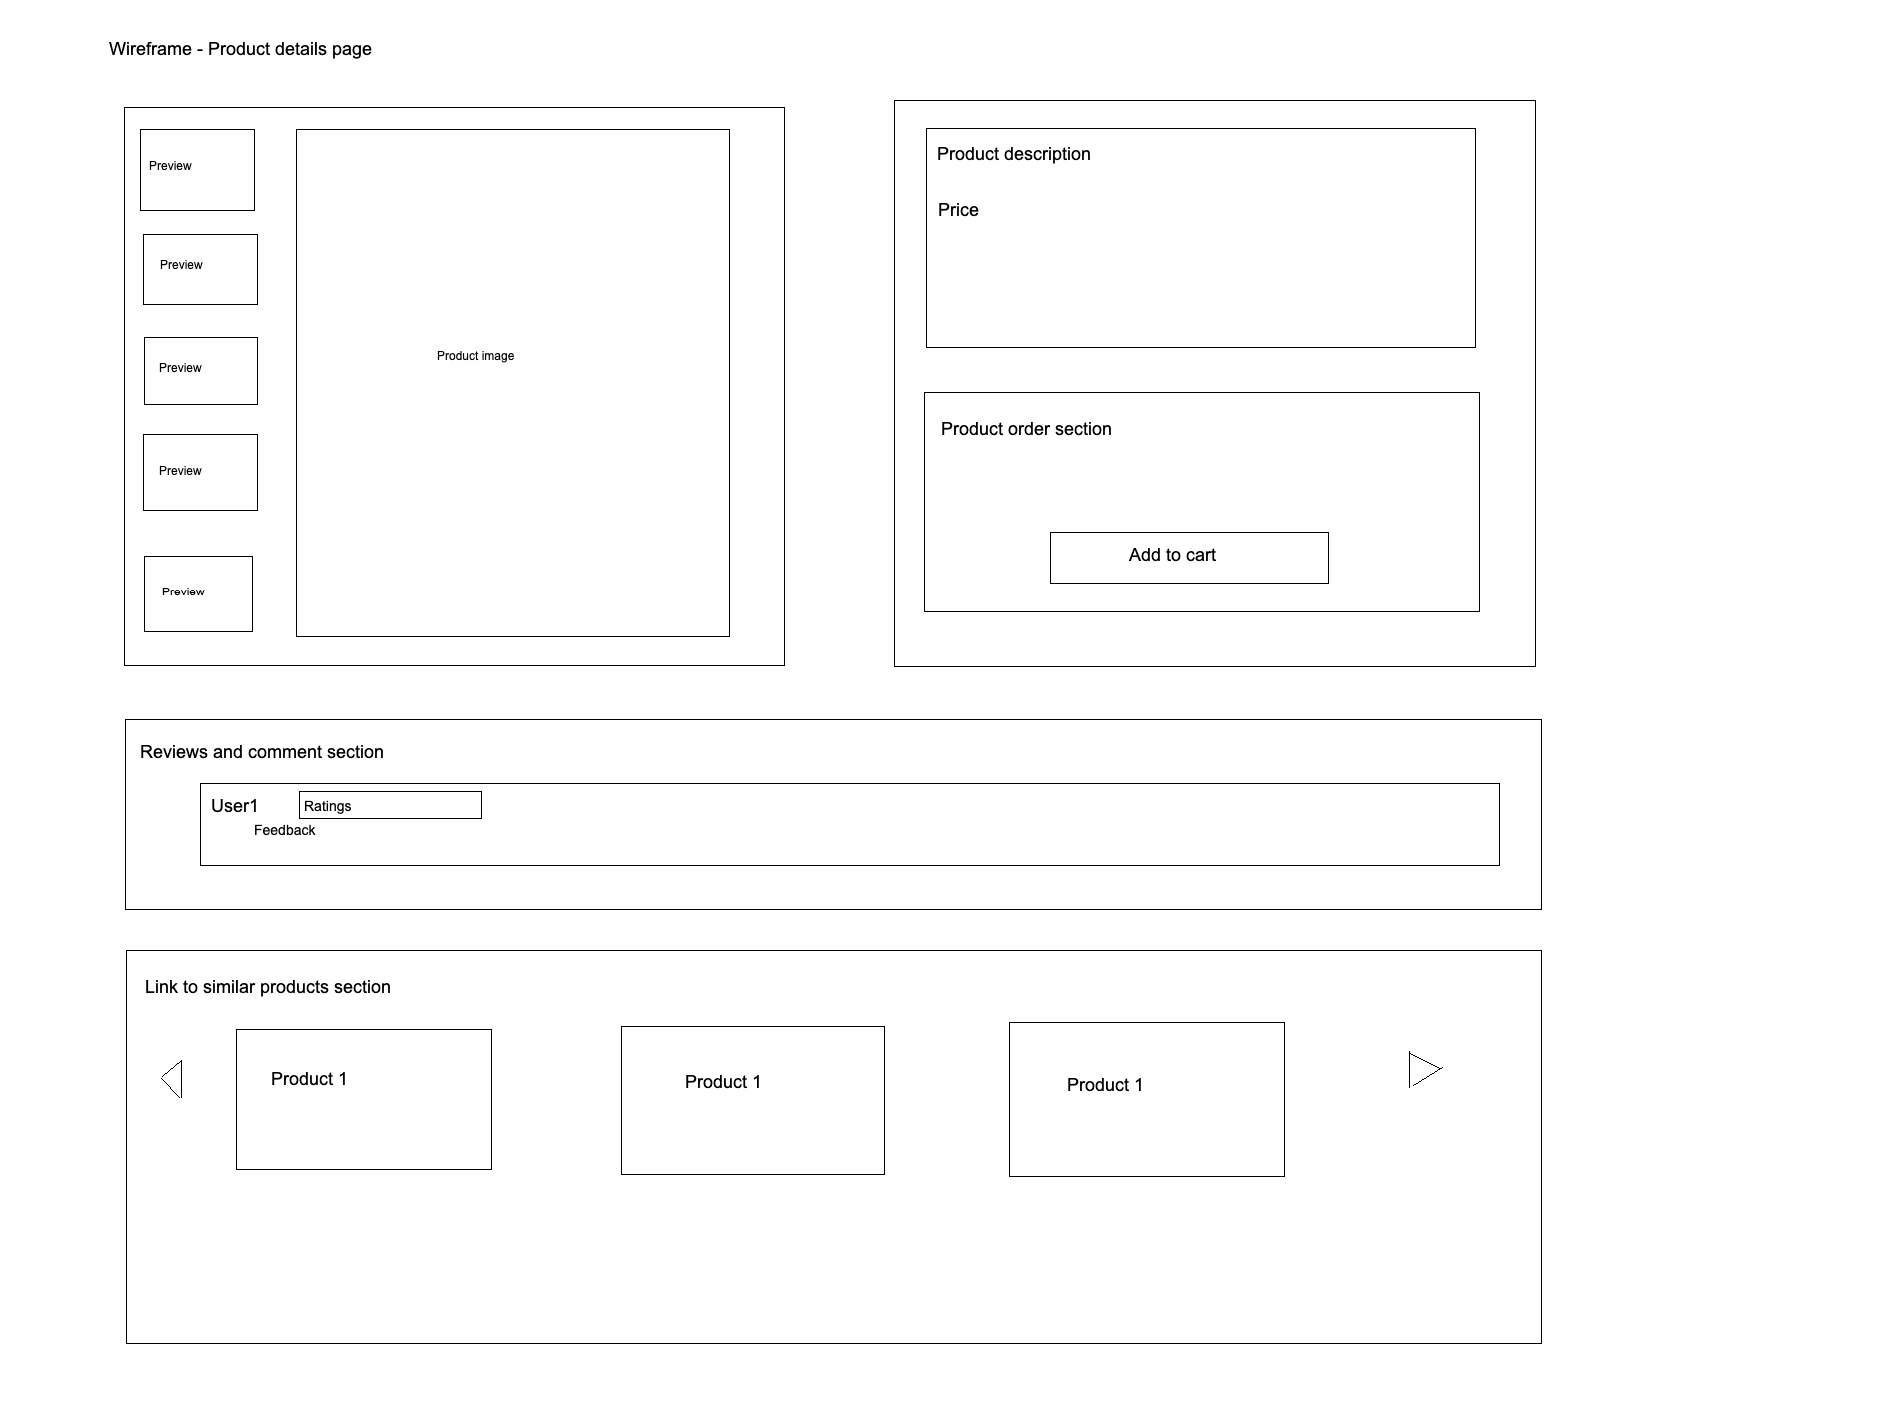 Wireframe - Product details page
Preview
Preview
Preview
Preview
Preview
Product image
Product description
Price
Product order section
Add to cart
Reviews and comment section
User1
Ratings
Feedback
Link to similar products section
Product 1
Product 1
Product 1